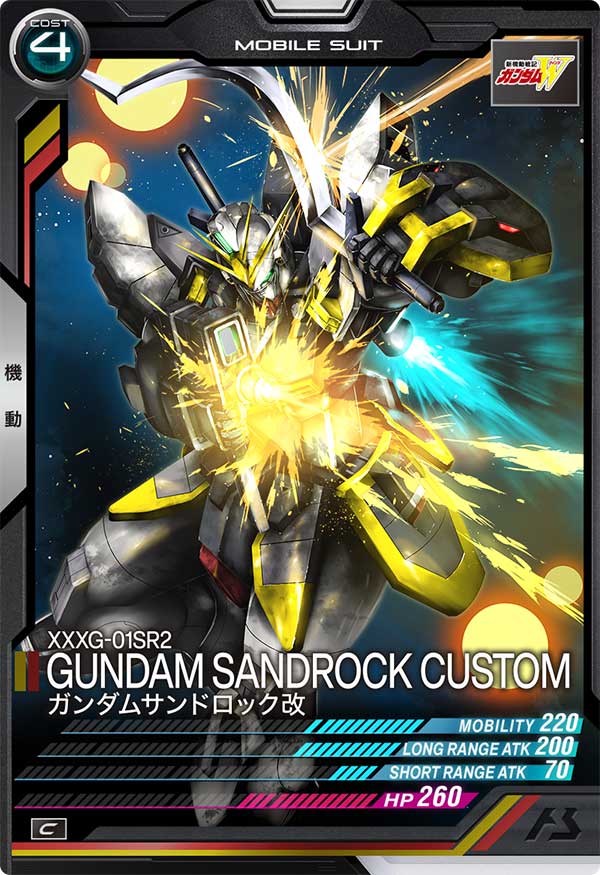 COST
4
MOBILE SUIT
新機動戦記
ガンダムW
機動
XXXG-01SR2
GUNDAM SANDROCK CUSTOM
ガンダムサンドロック改
MOBILITY 220
LONG RANGE ATK 200
SHORT RANGE ATK 70
HP 260
C